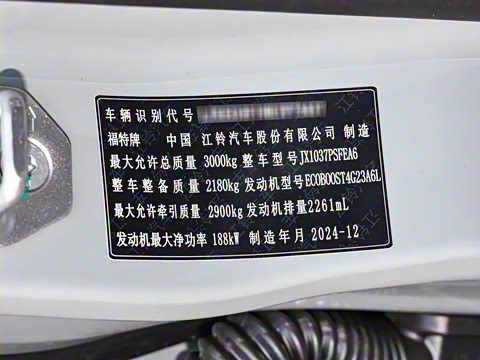 车辆识别代号
福特牌 中国 江铃汽车股份有限公司 制造
最大允许总质量 3000kg 整车型号 JX1037PSFEA6
整车整备质量 2180kg 发动机型号 ECOBOOST4G23A6L
最大允许牵引质量 2900kg 发动机排量 2261mL
发动机最大净功率 188kW 制造年月 2024-12